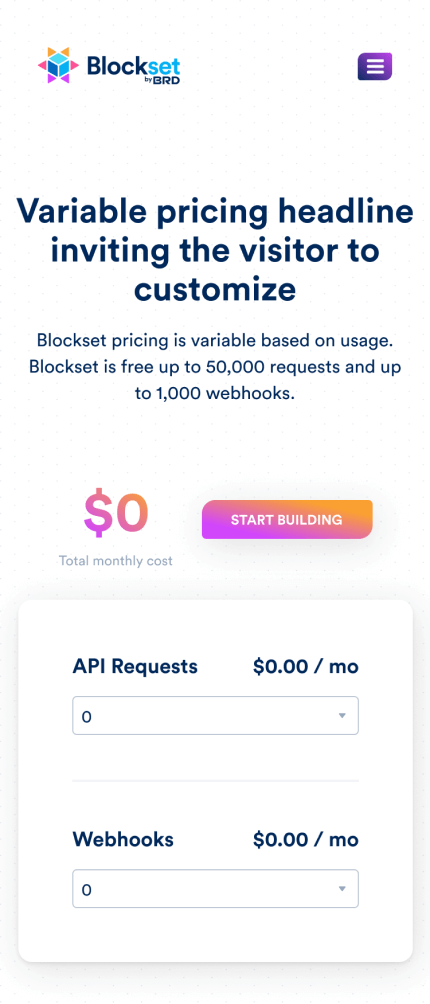 Blockset
by BRD
Variable pricing headline
inviting the visitor to
customize
Blockset pricing is variable based on usage.
Blockset is free up to 50,000 requests and up
to 1,000 webhooks.
$0
START BUILDING
Total monthly cost
API Requests $0.00 / mo
0
Webhooks $0.00 / mo
0